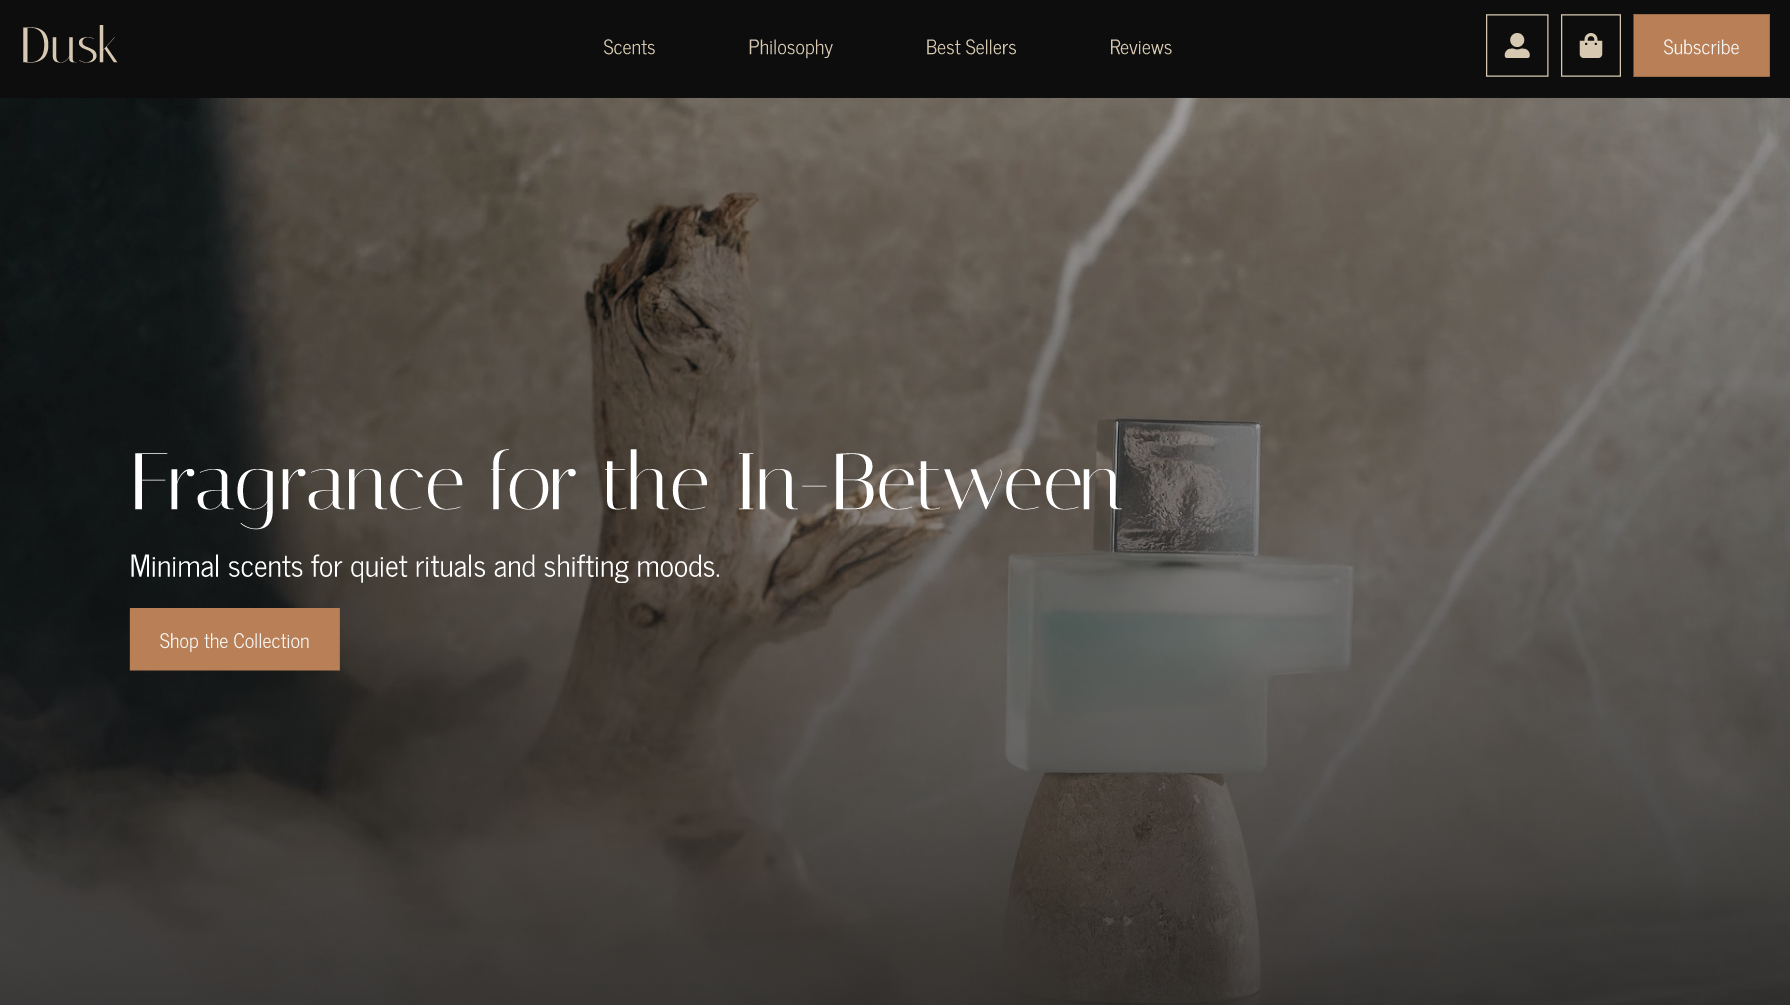 Dusk
Scents
Philosophy
Best Sellers
Reviews
Subscribe
Fragrance for the In-Between
Minimal scents for quiet rituals and shifting moods.
Shop the Collection